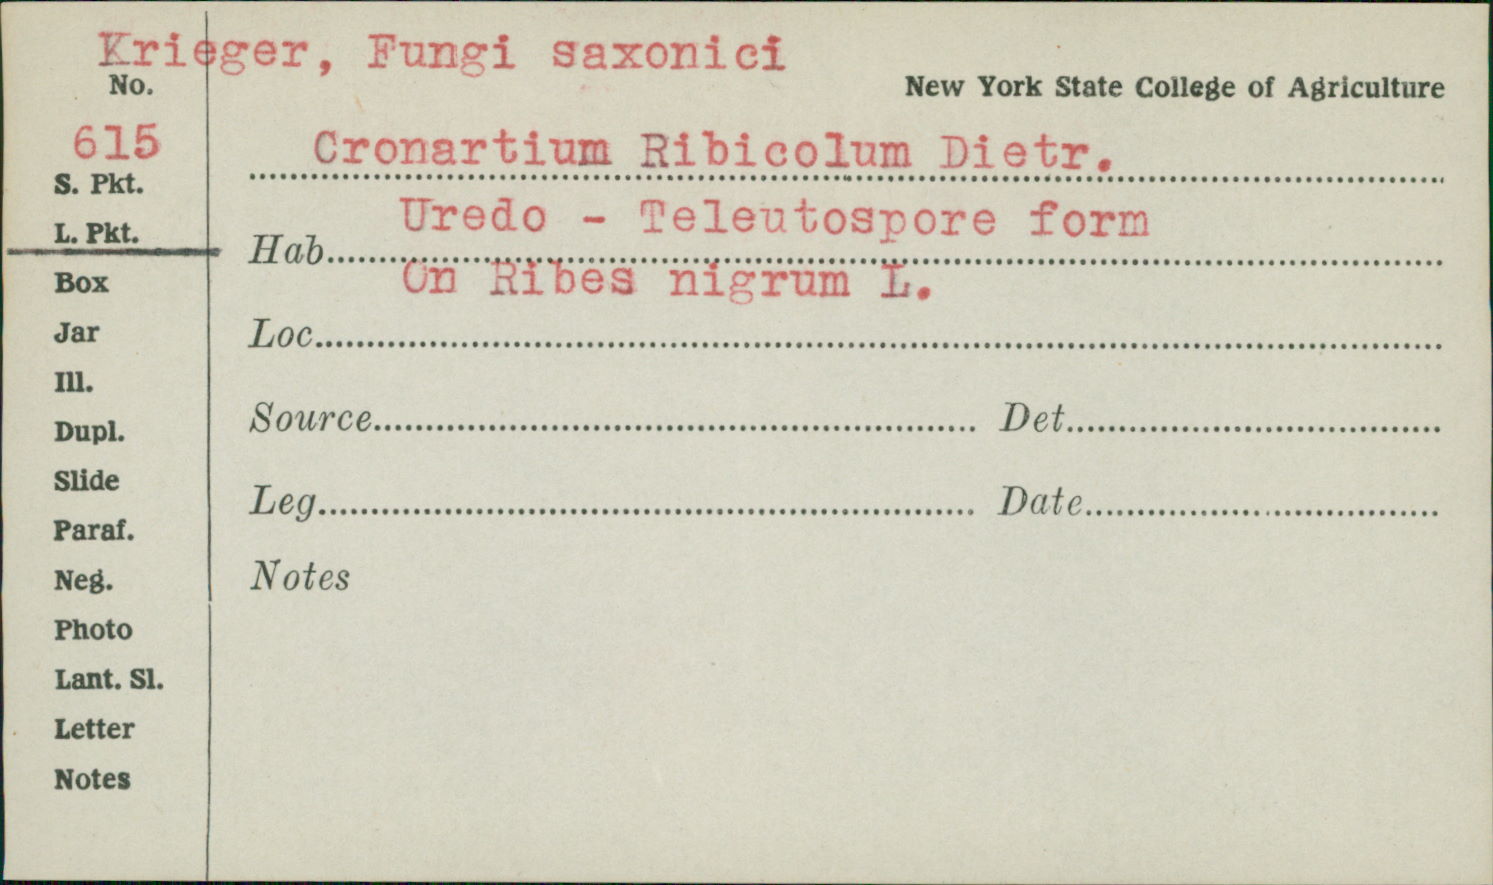 Krieger, Fungi saxonici
No.
New York State College of Agriculture
615
Cronartium Ribicolum Dietr.
S. Pkt.
Uredo - Teleutospore form
L. Pkt.
Hab.
On Ribes nigrum L.
Box
Jar
Loc.
Ill.
Dupl.
Source. Det.
Slide
Leg. Date.
Paraf.
Neg.
Notes
Photo
Lant. Sl.
Letter
Notes